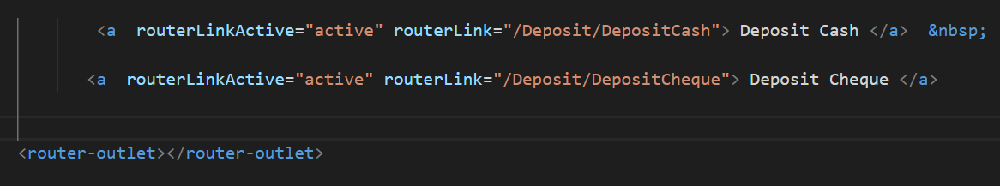 <a  routerLinkActive="active" routerLink="/Deposit/DepositCash"> Deposit Cash </a>  &nbsp;
<a  routerLinkActive="active" routerLink="/Deposit/DepositCheque"> Deposit Cheque </a>
<router-outlet></router-outlet>